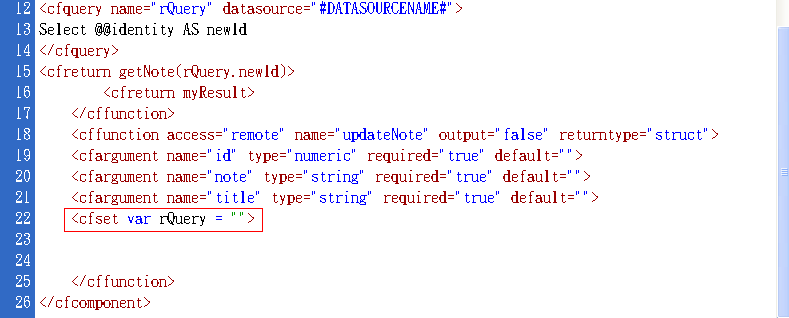 12 <cfquery name="rQuery" datasource="#DATASOURCENAME#">
13 Select @@identity AS newId
14 </cfquery>
15 <cfreturn getNote(rQuery.newId)>
16 <cfreturn myResult>
17 </cffunction>
18 <cffunction access="remote" name="updateNote" output="false" returntype="struct">
19 <cfargument name="id" type="numeric" required="true" default="">
20 <cfargument name="note" type="string" required="true" default="">
21 <cfargument name="title" type="string" required="true" default="">
22 <cfset var rQuery = "">
23
24
25 </cffunction>
26 </cfcomponent>